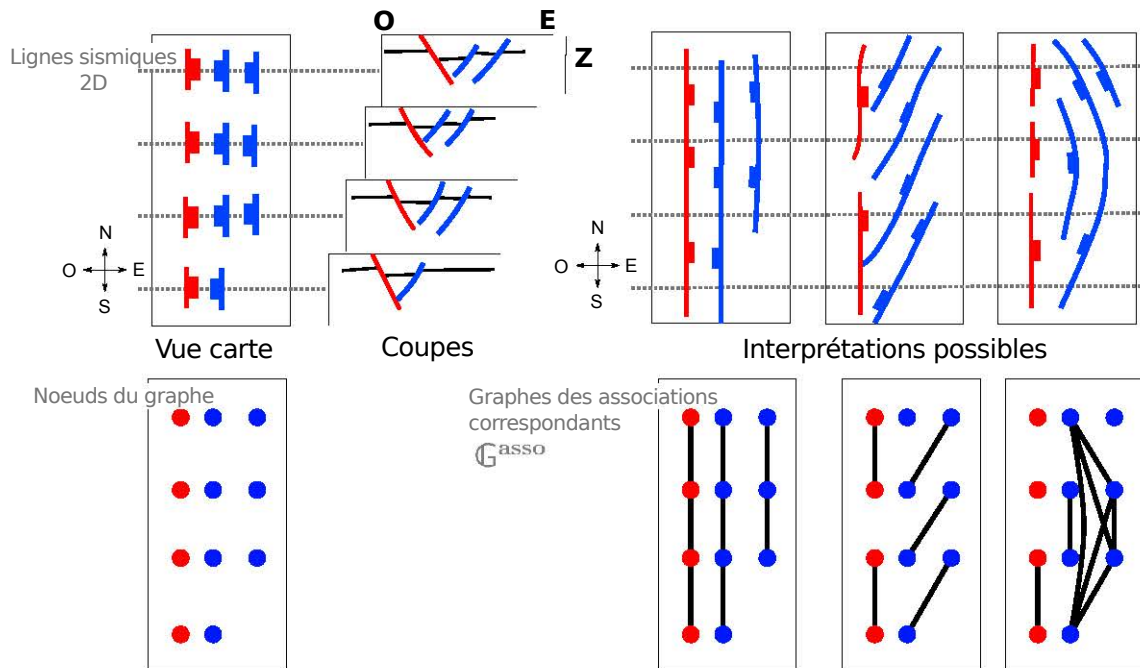 O
E
Z
Lignes sismiques
2D
N
O
E
S
N
O
E
S
Vue carte
Coupes
Interprétations possibles
Noeuds du graphe
Graphes des associations
correspondants
𝔾asso